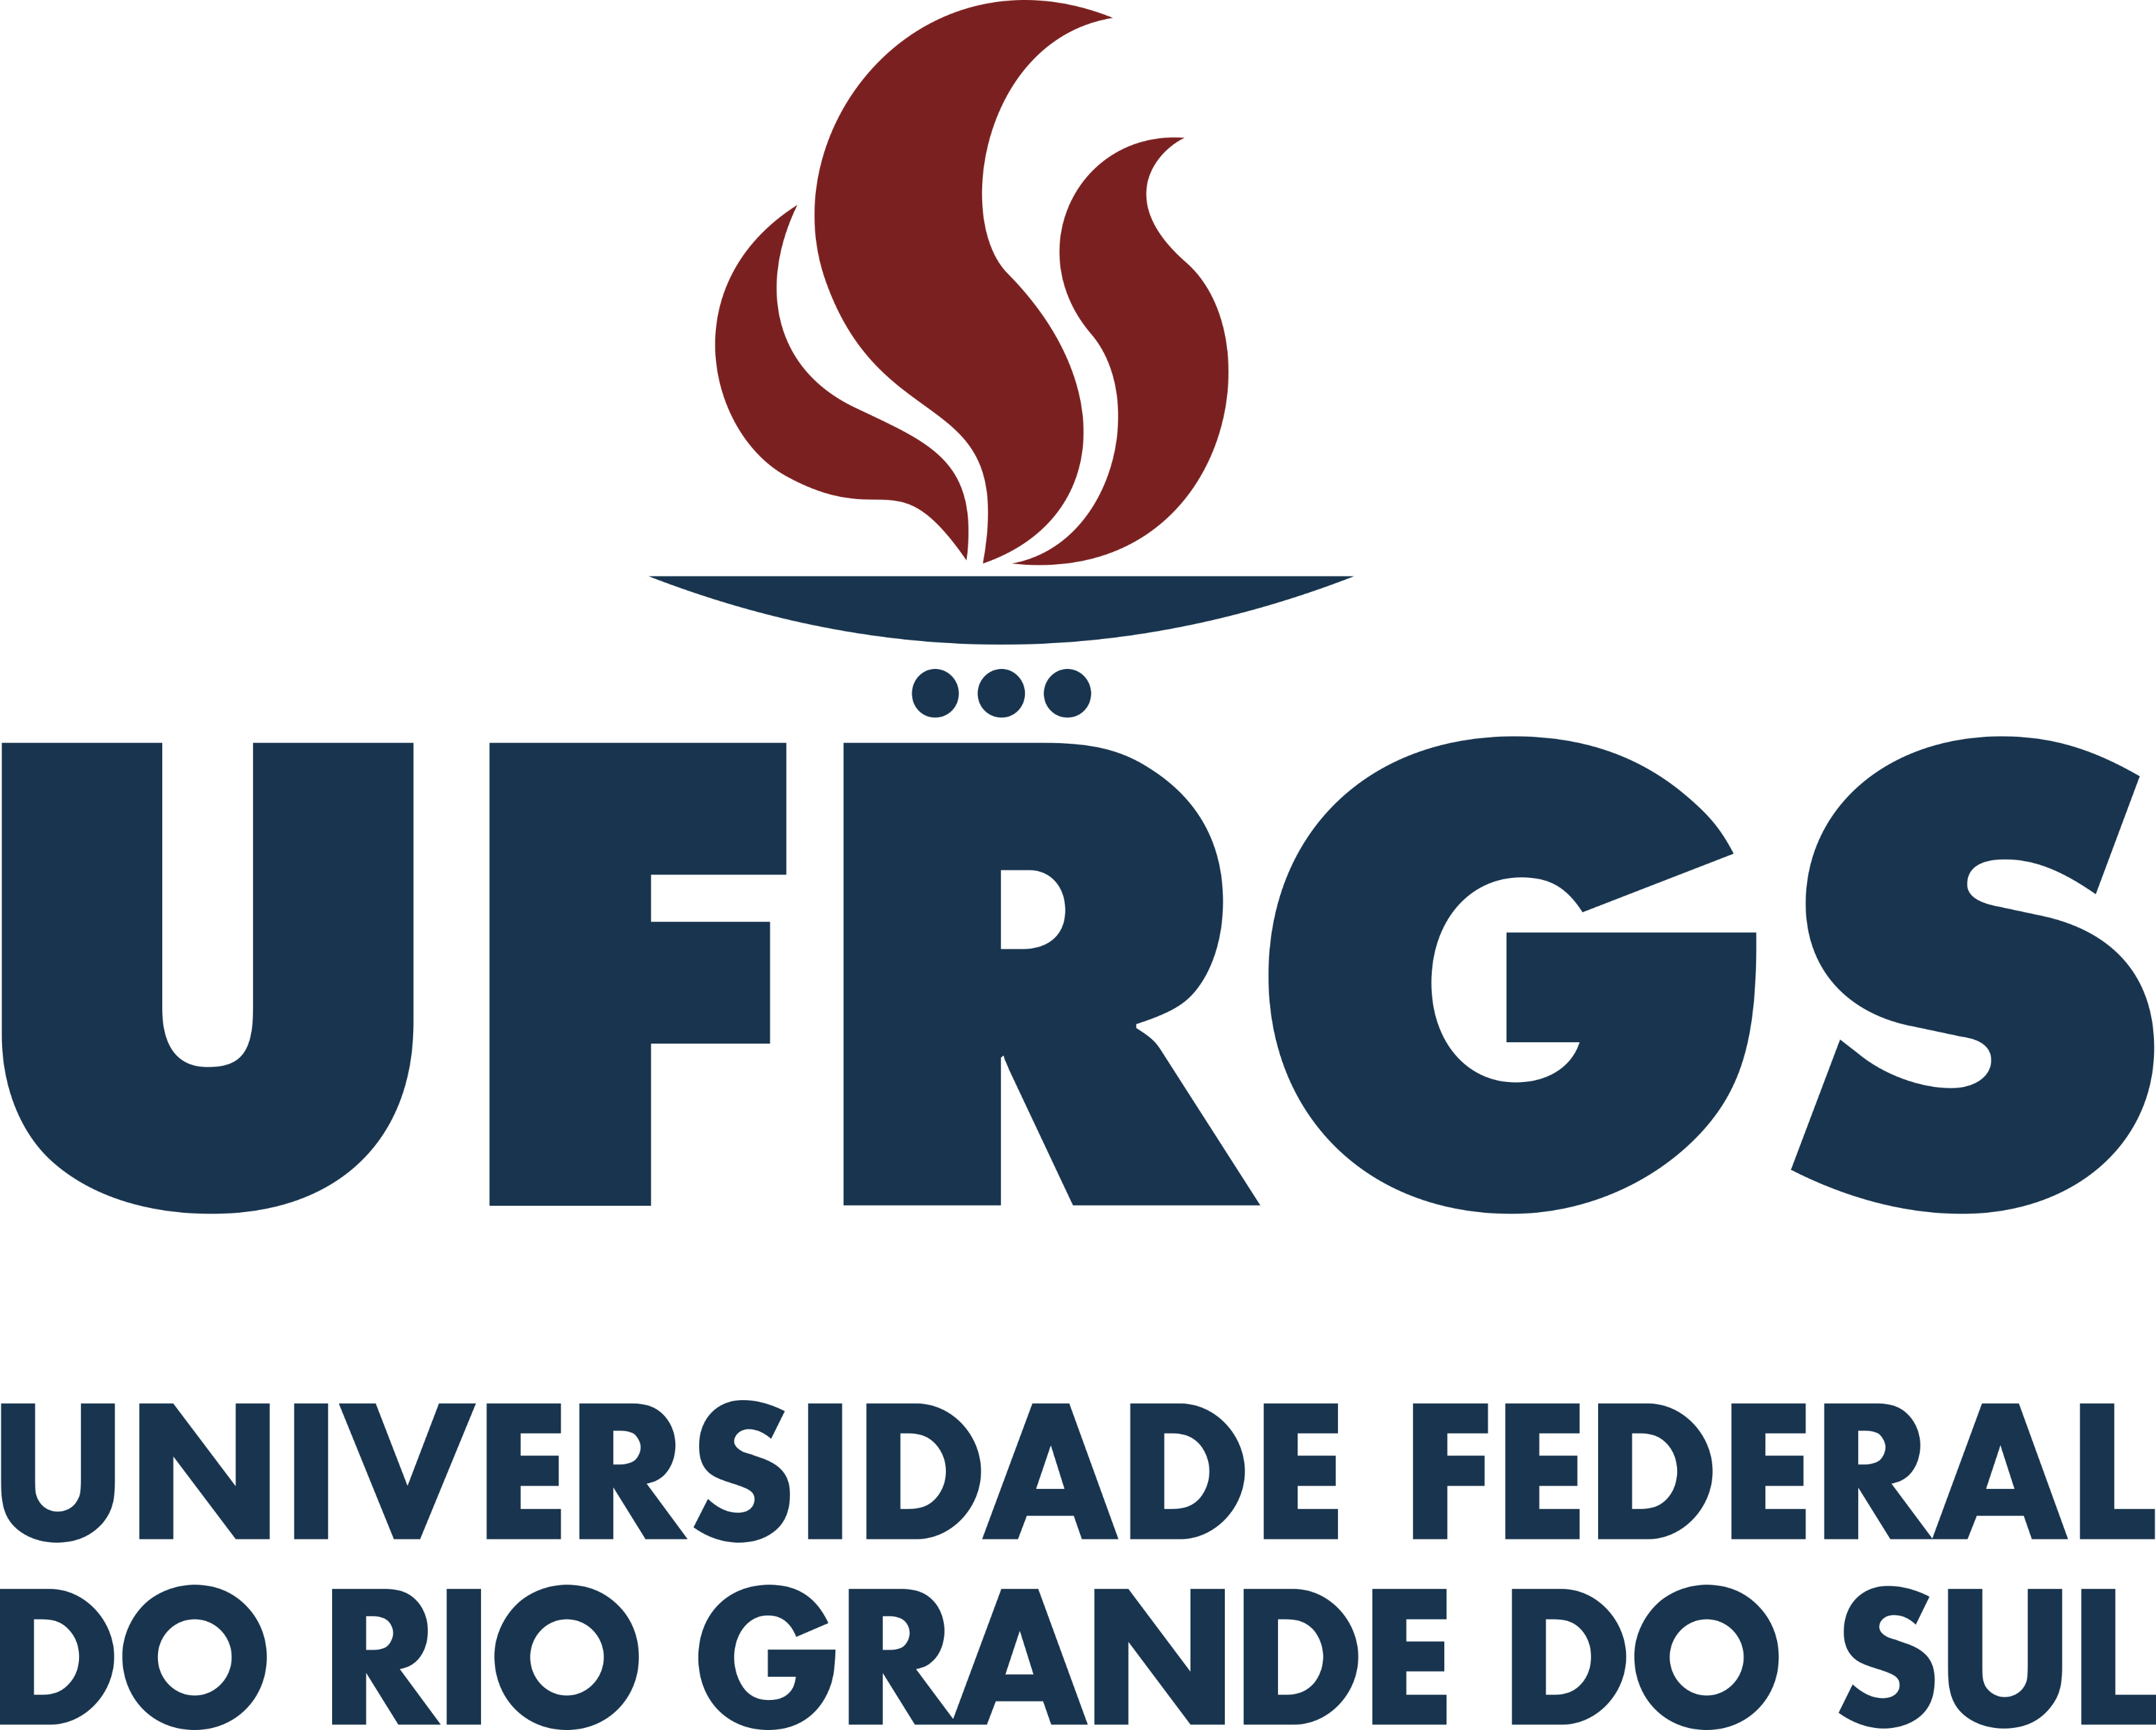 UFRGS
UNIVERSIDADE FEDERAL
DO RIO GRANDE DO SUL